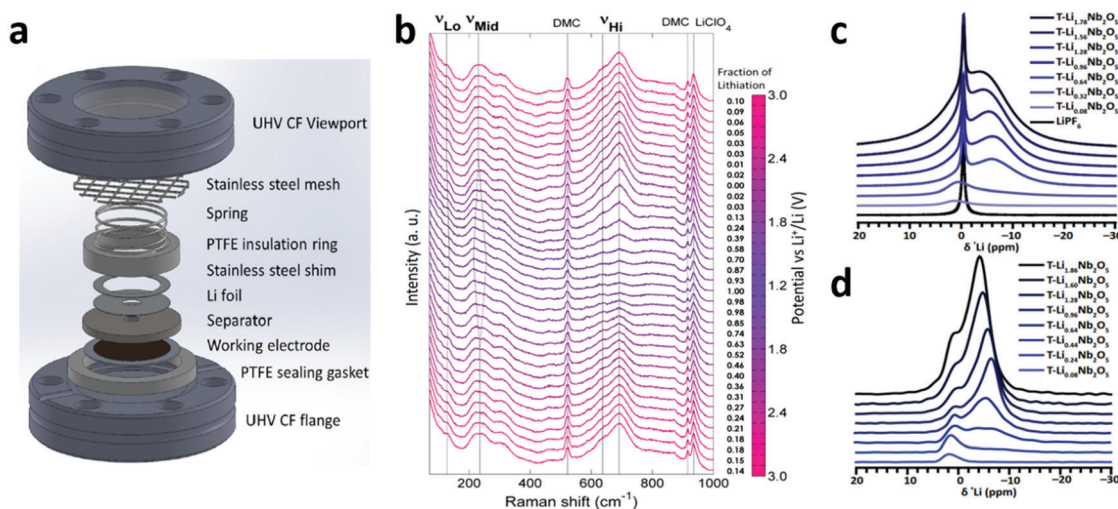 a
UHV CF Viewport
Stainless steel mesh
Spring
PTFE insulation ring
Stainless steel shim
Li foil
Separator
Working electrode
PTFE sealing gasket
UHV CF flange
b
νLo νMid DMC νHi DMC LiClO4
Fraction of
Lithiation
0.10
0.09
0.06
0.05
0.03
0.03
0.01
0.02
0.00
0.02
0.03
0.13
0.24
0.39
0.58
0.70
0.87
0.93
1.00
0.98
0.98
0.85
0.74
0.63
0.52
0.46
0.40
0.36
0.31
0.27
0.24
0.21
0.18
0.18
0.15
0.14
3.0
2.4
1.8
1.2
1.8
2.4
3.0
Potential vs Li+/Li (V)
Intensity (a. u.)
200 400 600 800 1000
Raman shift (cm-1)
c
T-Li1.78Nb2O5
T-Li1.56Nb2O5
T-Li1.28Nb2O5
T-Li0.96Nb2O5
T-Li0.64Nb2O5
T-Li0.32Nb2O5
T-Li0.08Nb2O5
LiPF6
20 10 0 −10 −20 −30
Li (ppm)
d
T-Li1.86Nb2O5
T-Li1.60Nb2O5
T-Li1.28Nb2O5
T-Li0.96Nb2O5
T-Li0.64Nb2O5
T-Li0.44Nb2O5
T-Li0.24Nb2O5
T-Li0.08Nb2O5
20 10 0 −10 −20 −30
Li (ppm)